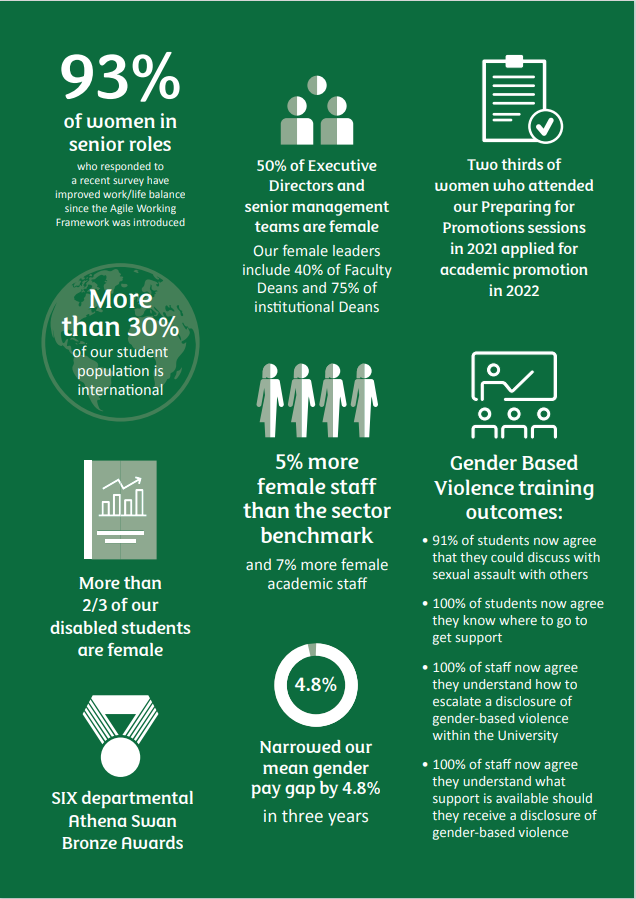 93%
of women in
senior roles
who responded to
a recent survey have
improved work/life balance
since the Agile Working
Framework was introduced
More
than 30%
of our student
population is
international
More than
2/3 of our
disabled students
are female
SIX departmental
Athena Swan
Bronze Awards
50% of Executive
Directors and
senior management
teams are female
Our female leaders
include 40% of Faculty
Deans and 75% of
institutional Deans
5% more
female staff
than the sector
benchmark
and 7% more female
academic staff
4.8%
Narrowed our
mean gender
pay gap by 4.8%
in three years
Two thirds of
women who attended
our Preparing for
Promotions sessions
in 2021 applied for
academic promotion
in 2022
Gender Based
Violence training
outcomes:
• 91% of students now agree
that they could discuss with
sexual assault with others
• 100% of students now agree
they know where to go to
get support
• 100% of staff now agree
they understand how to
escalate a disclosure of
gender-based violence
within the University
• 100% of staff now agree
they understand what
support is available should
they receive a disclosure of
gender-based violence